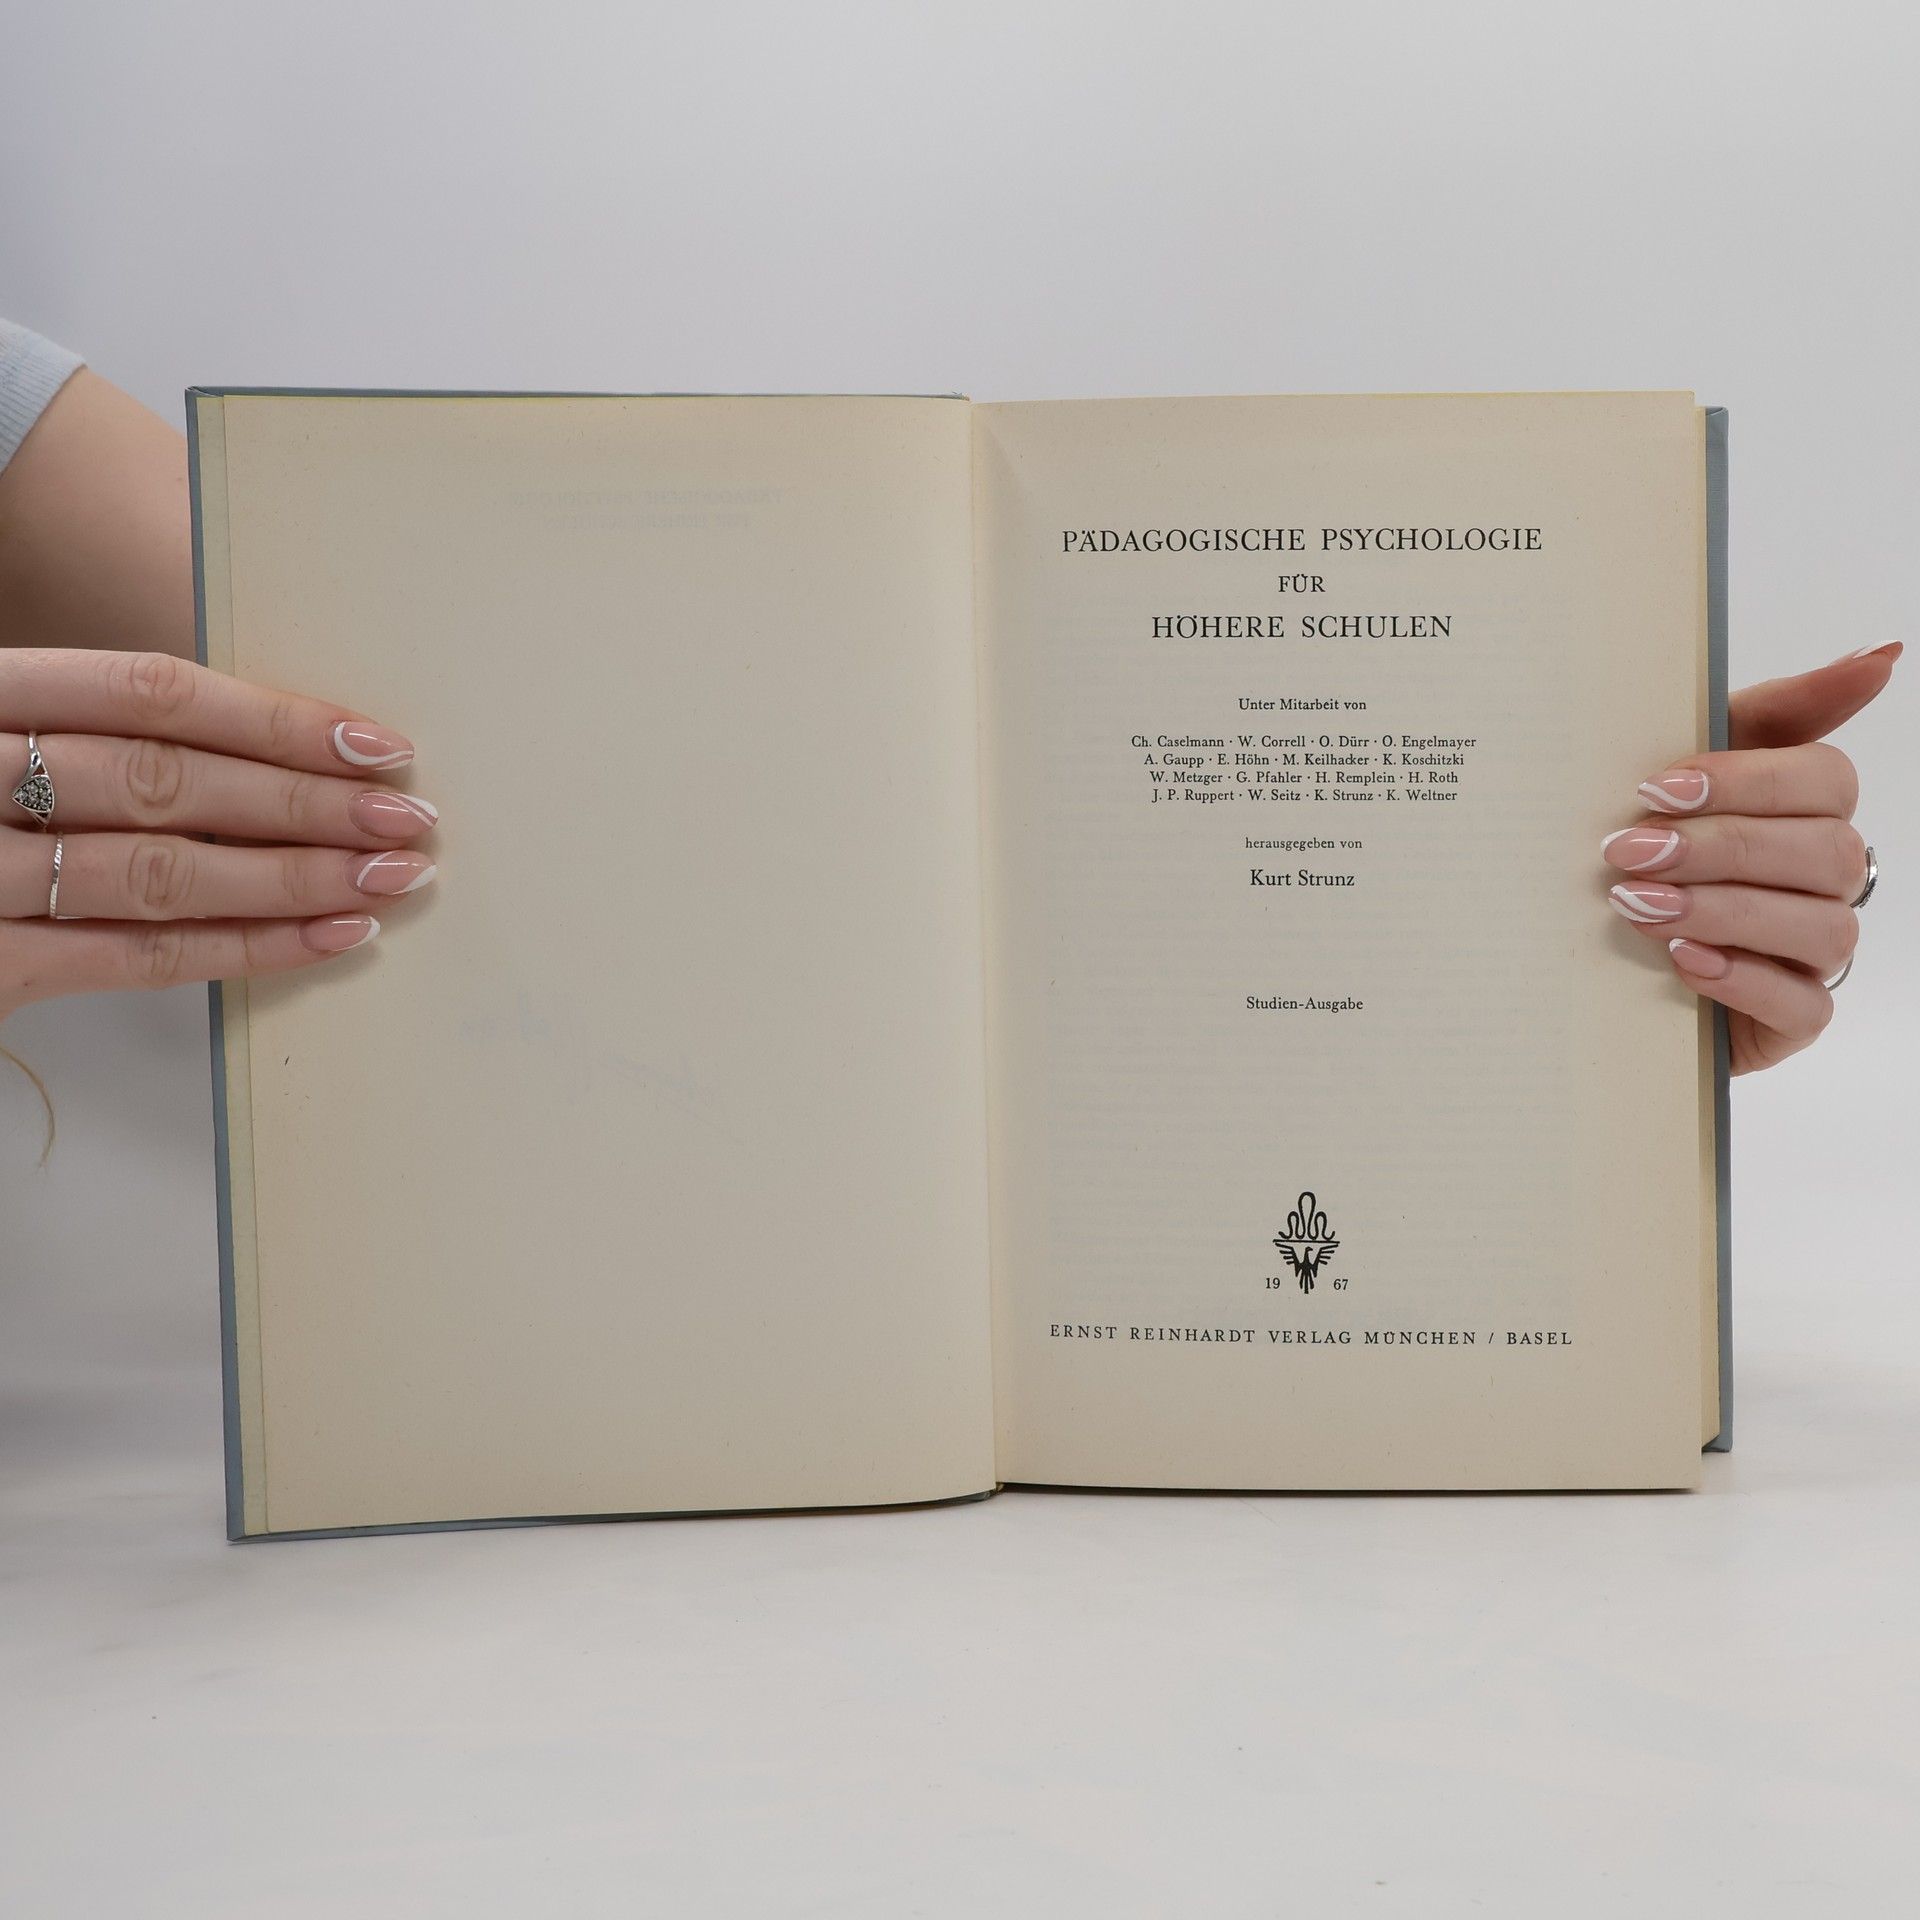 PÄDAGOGISCHE PSYCHOLOGIE
FÜR
HÖHERE SCHULEN
Unter Mitarbeit von
Ch. Caselmann · W. Correll · O. Dürr · O. Engelmayer
A. Gaupp · E. Höhn · M. Keilhacker · K. Koschitzki
W. Metzger · G. Pfahler · H. Remplein · H. Roth
J. P. Ruppert · W. Seitz · K. Strunz · K. Weltner
herausgegeben von
Kurt Strunz
Studien-Ausgabe
19 67
ERNST REINHARDT VERLAG MÜNCHEN / BASEL